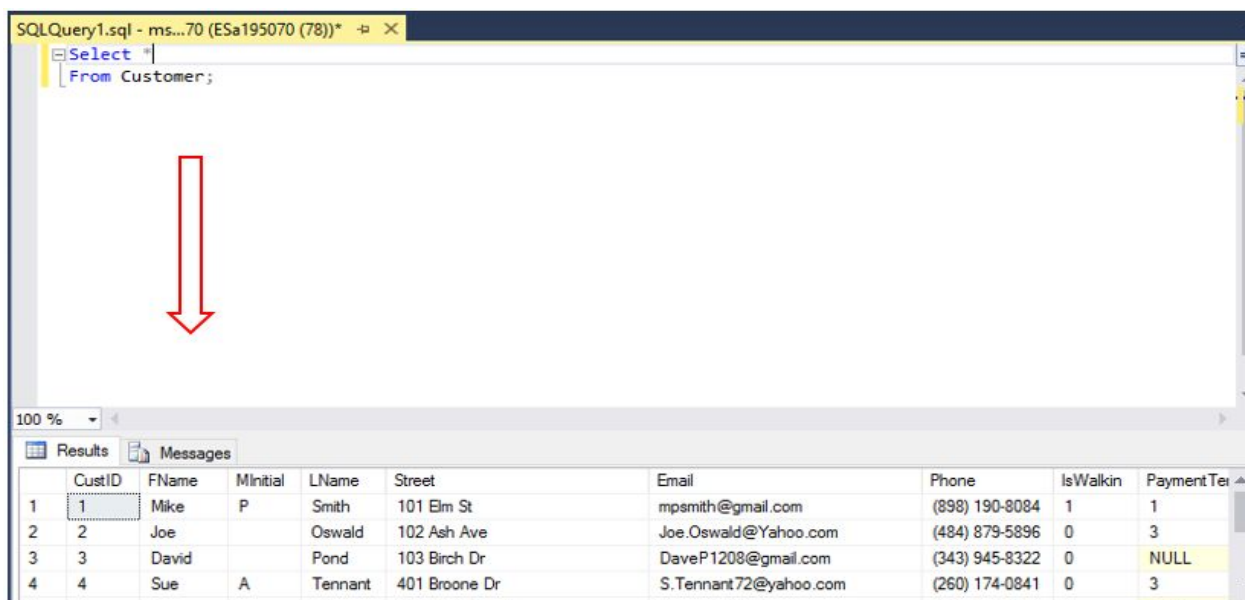 SQLQuery1.sql - ms...70 (ESa195070 (78))*
Select *
From Customer;
100 %
Results Messages
CustID FName MInitial LName Street Email Phone IsWalkin PaymentTer
1 1 Mike P Smith 101 Elm St mpsmith@gmail.com (898) 190-8084 1 1
2 2 Joe Oswald 102 Ash Ave Joe.Oswald@Yahoo.com (484) 879-5896 0 3
3 3 David Pond 103 Birch Dr DaveP1208@gmail.com (343) 945-8322 0 NULL
4 4 Sue A Tennant 401 Broone Dr S.Tennant72@yahoo.com (260) 174-0841 0 3